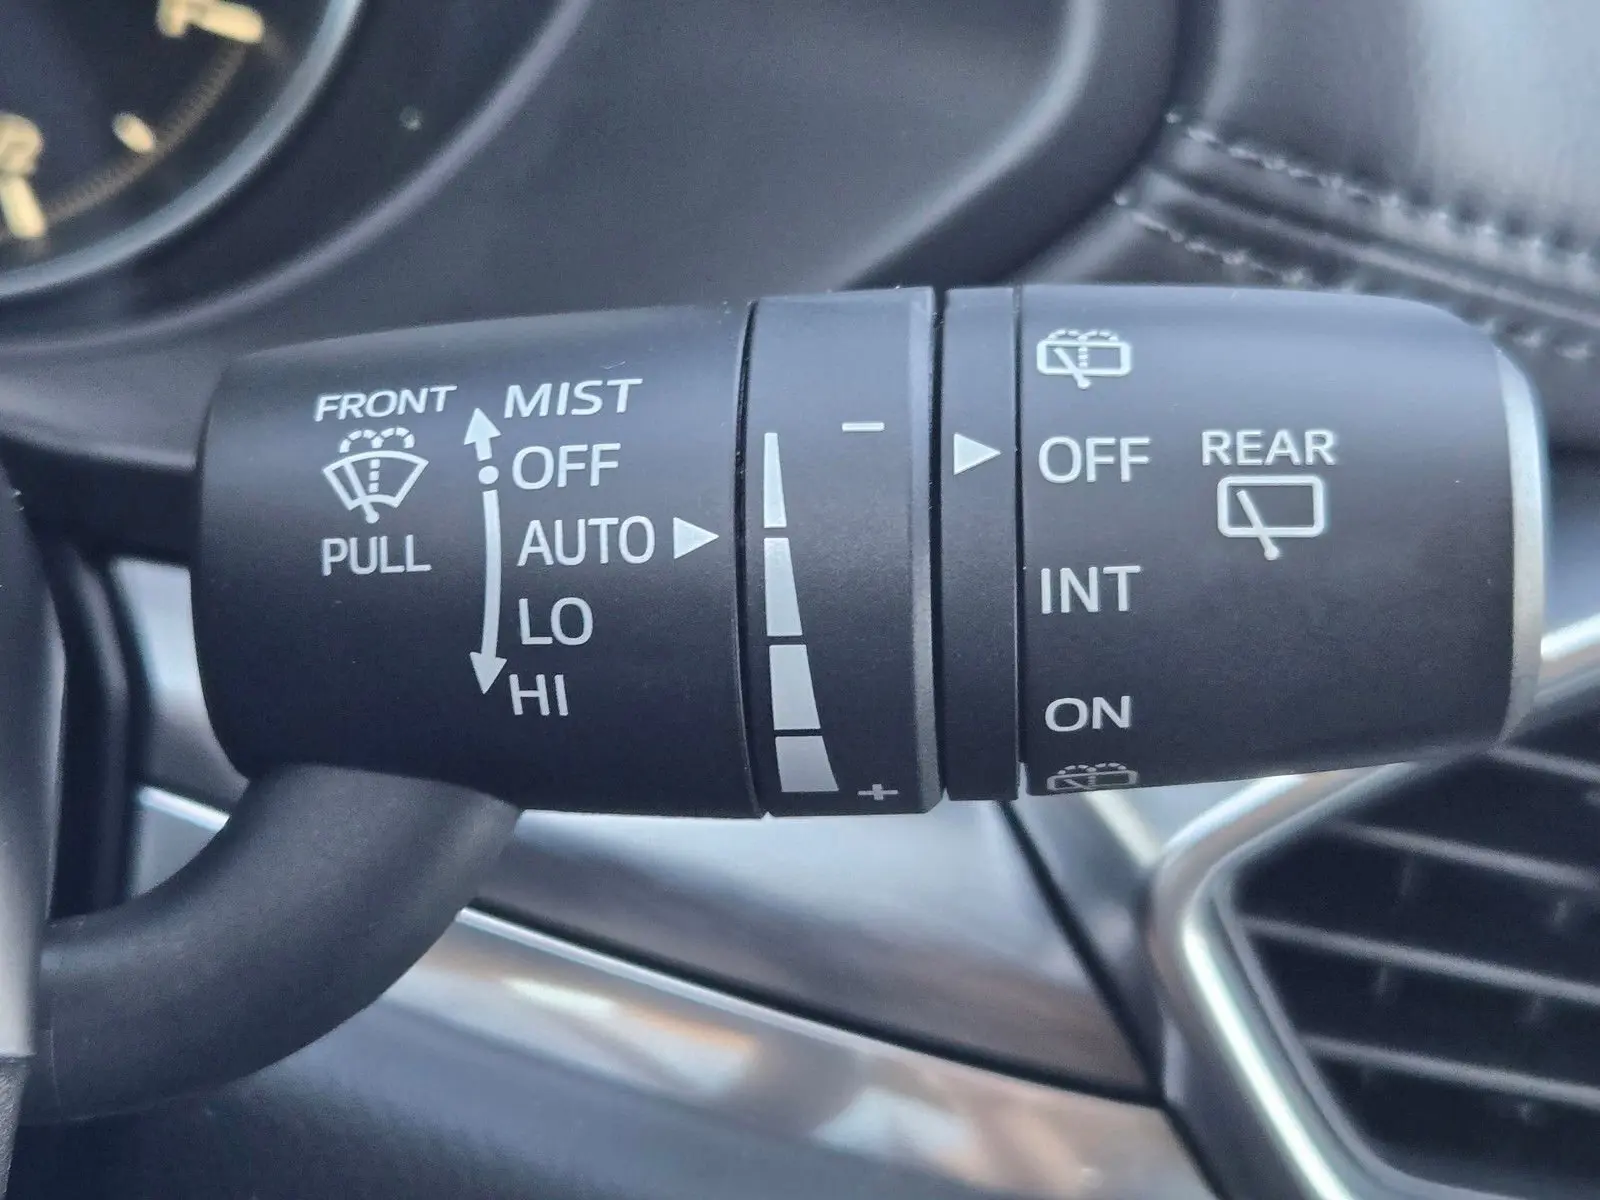 FRONT
PULL
MIST
OFF
AUTO
LO
HI
−
+
OFF
INT
ON
REAR